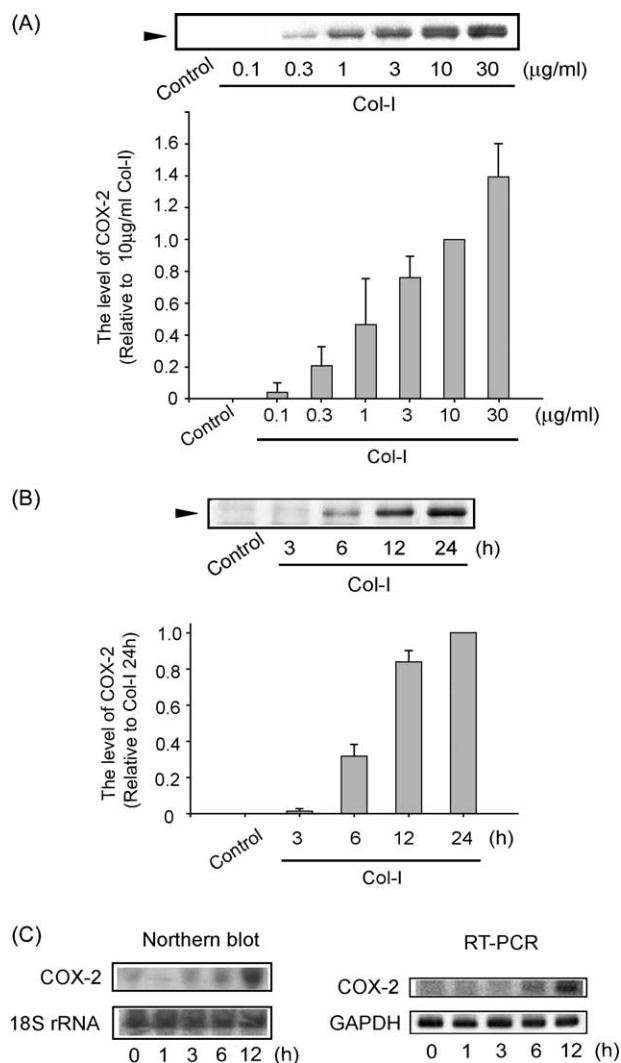 (A)
Control 0.1 0.3 1 3 10 30 (μg/ml)
Col-I
The level of COX-2
(Relative to 10μg/ml Col-I)
1.6
1.4
1.2
1.0
0.8
0.6
0.4
0.2
0
Control 0.1 0.3 1 3 10 30 (μg/ml)
Col-I
(B)
Control 3 6 12 24 (h)
Col-I
The level of COX-2
(Relative to Col-I 24h)
1.0
0.8
0.6
0.4
0.2
0
Control 3 6 12 24 (h)
Col-I
(C)
Northern blot
COX-2
18S rRNA
0 1 3 6 12 (h)
RT-PCR
COX-2
GAPDH
0 1 3 6 12 (h)